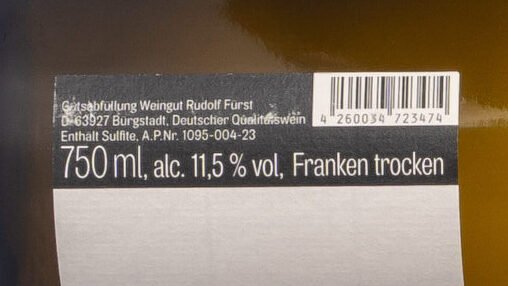 Gutsabfüllung Weingut Rudolf Fürst
D-63927 Bürgstadt, Deutscher Qualitätswein
Enthält Sulfite, A.P.Nr. 1095-004-23
750 ml, alc. 11,5 % vol, Franken trocken
4 260034 723474